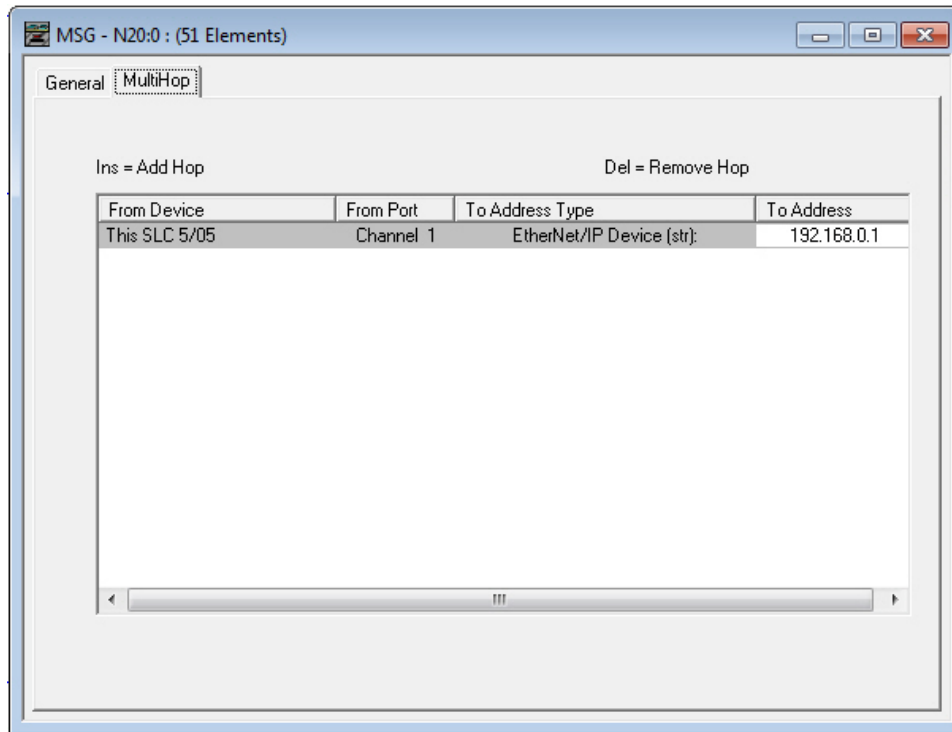 MSG - N20:0 : (51 Elements)
General MultiHop
Ins = Add Hop Del = Remove Hop
From Device From Port To Address Type To Address
This SLC 5/05 Channel 1 EtherNet/IP Device (str): 192.168.0.1